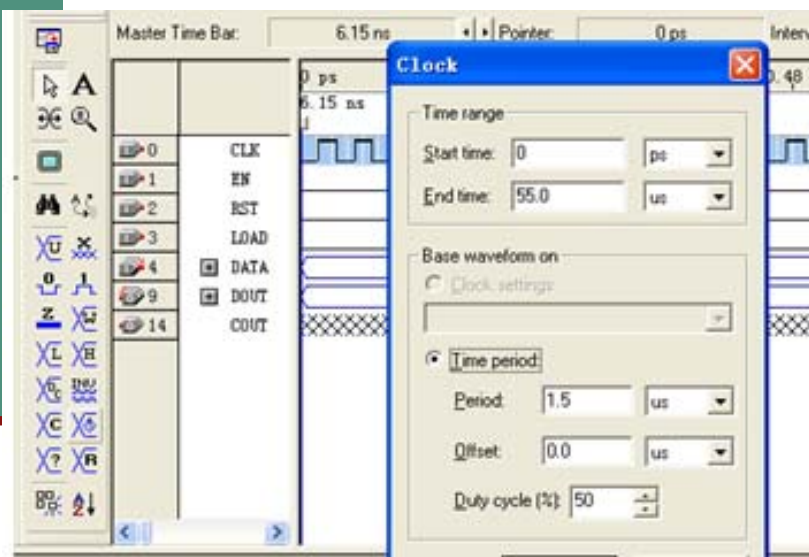 Master Time Bar: 6.15 ns Pointer: 0 ps Interv
0 ps
0.48
6.15 ns
Clock
Time range
Start time: 0 ps
End time: 55.0 us
Base waveform on
Clock settings:
Time period:
Period: 1.5 us
Offset: 0.0 us
Duty cycle (%): 50
0 CLK
1 EN
2 RST
3 LOAD
4 DATA
9 DOUT
14 COUT
A